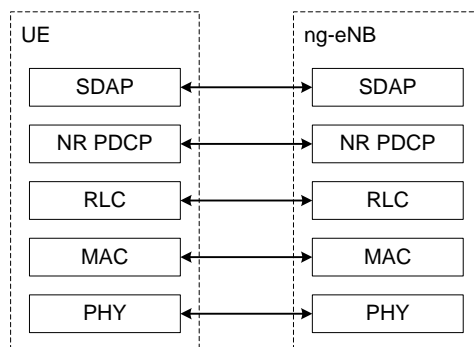 UE
ng-eNB
SDAP
SDAP
NR PDCP
NR PDCP
RLC
RLC
MAC
MAC
PHY
PHY